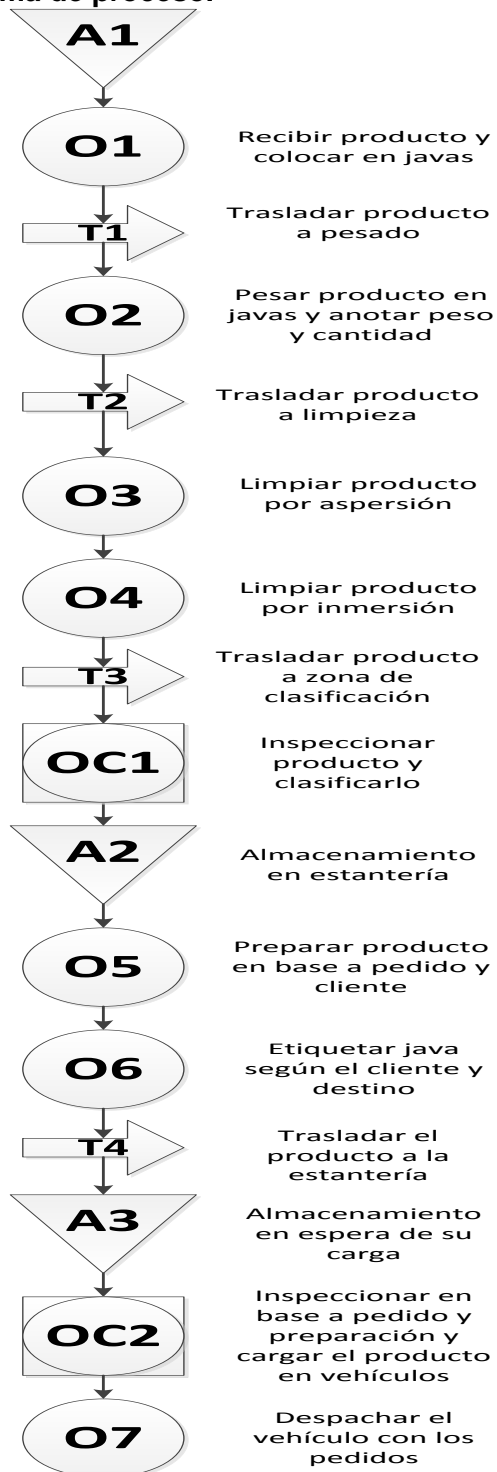 A1
O1
Recibir producto y
colocar en javas
T1
Trasladar producto
a pesado
O2
Pesar producto en
javas y anotar peso
y cantidad
T2
Trasladar producto
a limpieza
O3
Limpiar producto
por aspersión
O4
Limpiar producto
por inmersión
T3
Trasladar producto
a zona de
clasificación
OC1
Inspeccionar
producto y
clasificarlo
A2
Almacenamiento
en estantería
O5
Preparar producto
en base a pedido y
cliente
O6
Etiquetar java
según el cliente y
destino
T4
Trasladar el
producto a la
estantería
A3
Almacenamiento
en espera de su
carga
OC2
Inspeccionar en
base a pedido y
preparación y
cargar el producto
en vehículos
O7
Despachar el
vehículo con los
pedidos